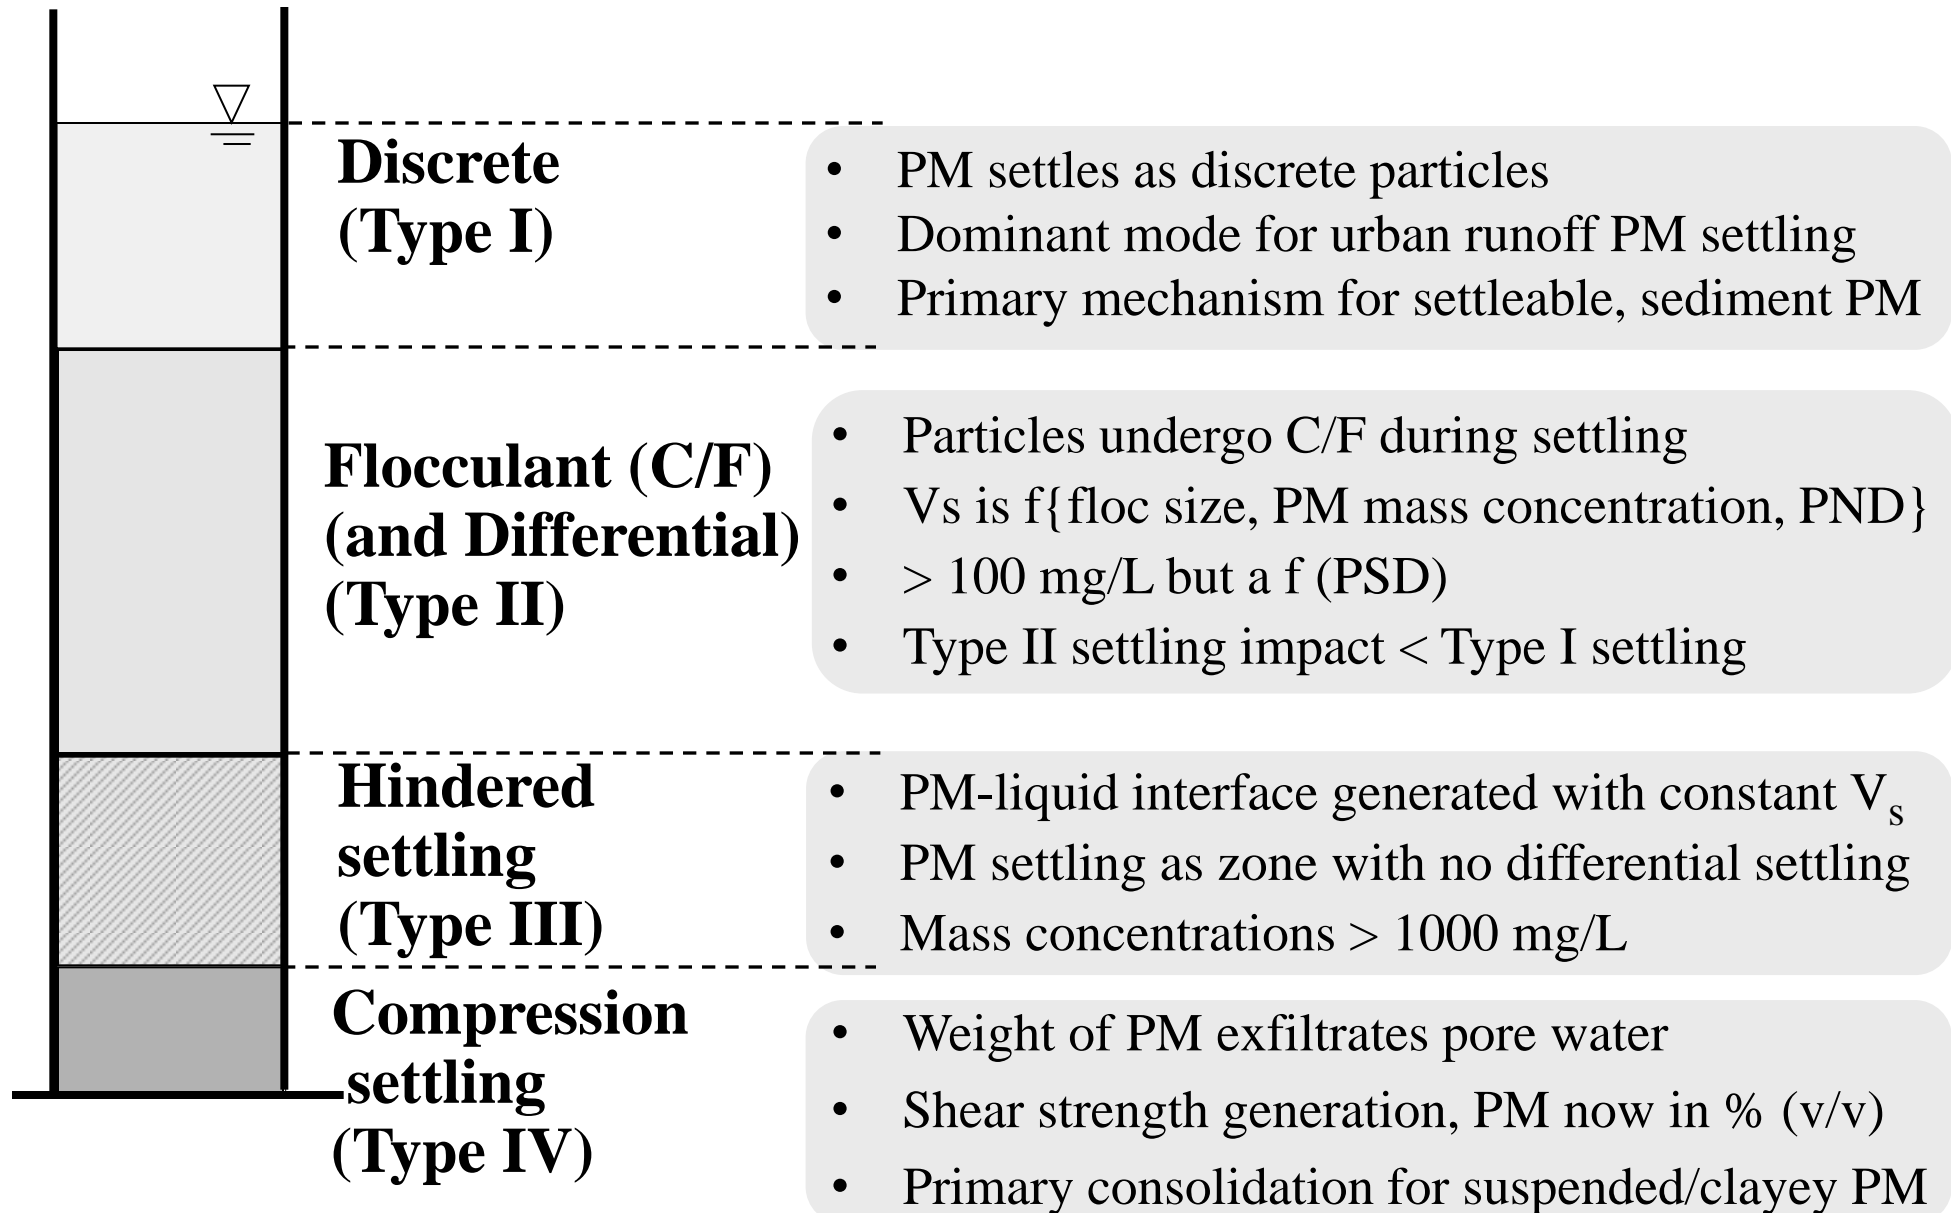 Discrete
(Type I)
• PM settles as discrete particles
• Dominant mode for urban runoff PM settling
• Primary mechanism for settleable, sediment PM
Flocculant (C/F)
(and Differential)
(Type II)
• Particles undergo C/F during settling
• Vs is f{floc size, PM mass concentration, PND}
• > 100 mg/L but a f (PSD)
• Type II settling impact < Type I settling
Hindered
settling
(Type III)
• PM-liquid interface generated with constant Vs
• PM settling as zone with no differential settling
• Mass concentrations > 1000 mg/L
Compression
settling
(Type IV)
• Weight of PM exfiltrates pore water
• Shear strength generation, PM now in % (v/v)
• Primary consolidation for suspended/clayey PM